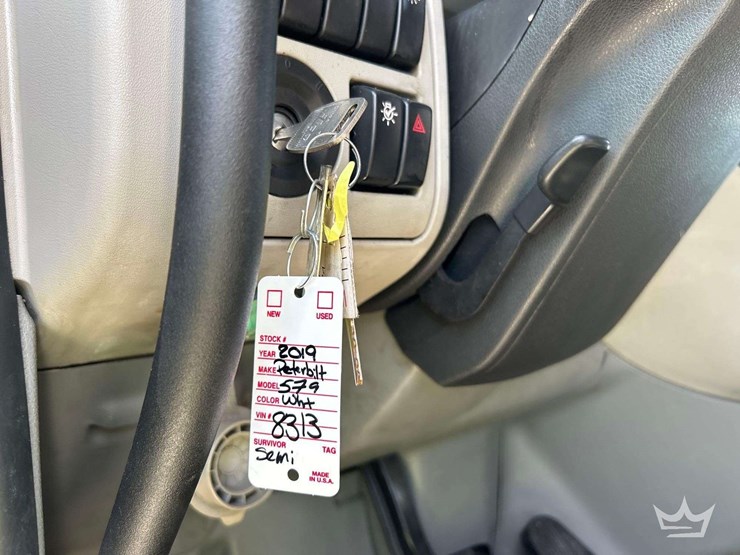 NEW USED
STOCK #
YEAR 2019
MAKE Peterbilt
MODEL 579
COLOR Wht
VIN # 8313
SURVIVOR TAG
Semi
MADE
IN U.S.A.